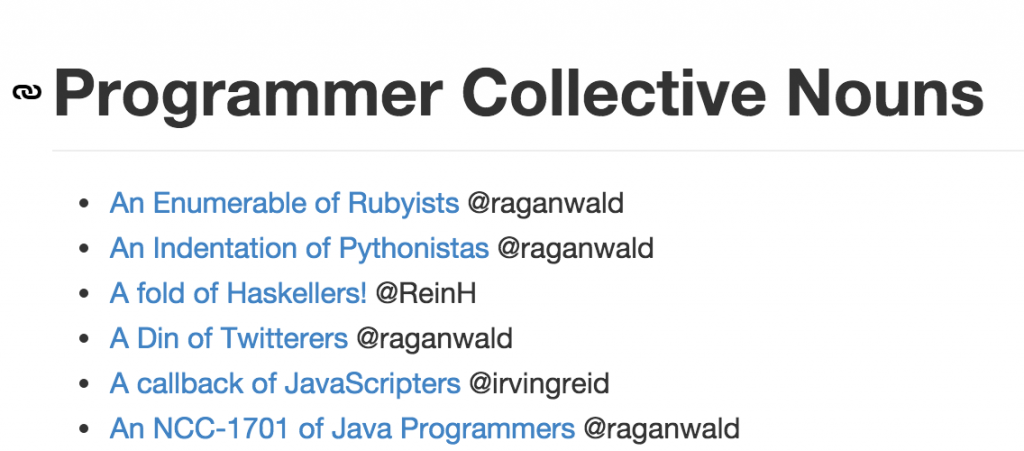 Programmer Collective Nouns
An Enumerable of Rubyists @raganwald
An Indentation of Pythonistas @raganwald
A fold of Haskellers! @ReinH
A Din of Twitterers @raganwald
A callback of JavaScripters @irvingreid
An NCC-1701 of Java Programmers @raganwald